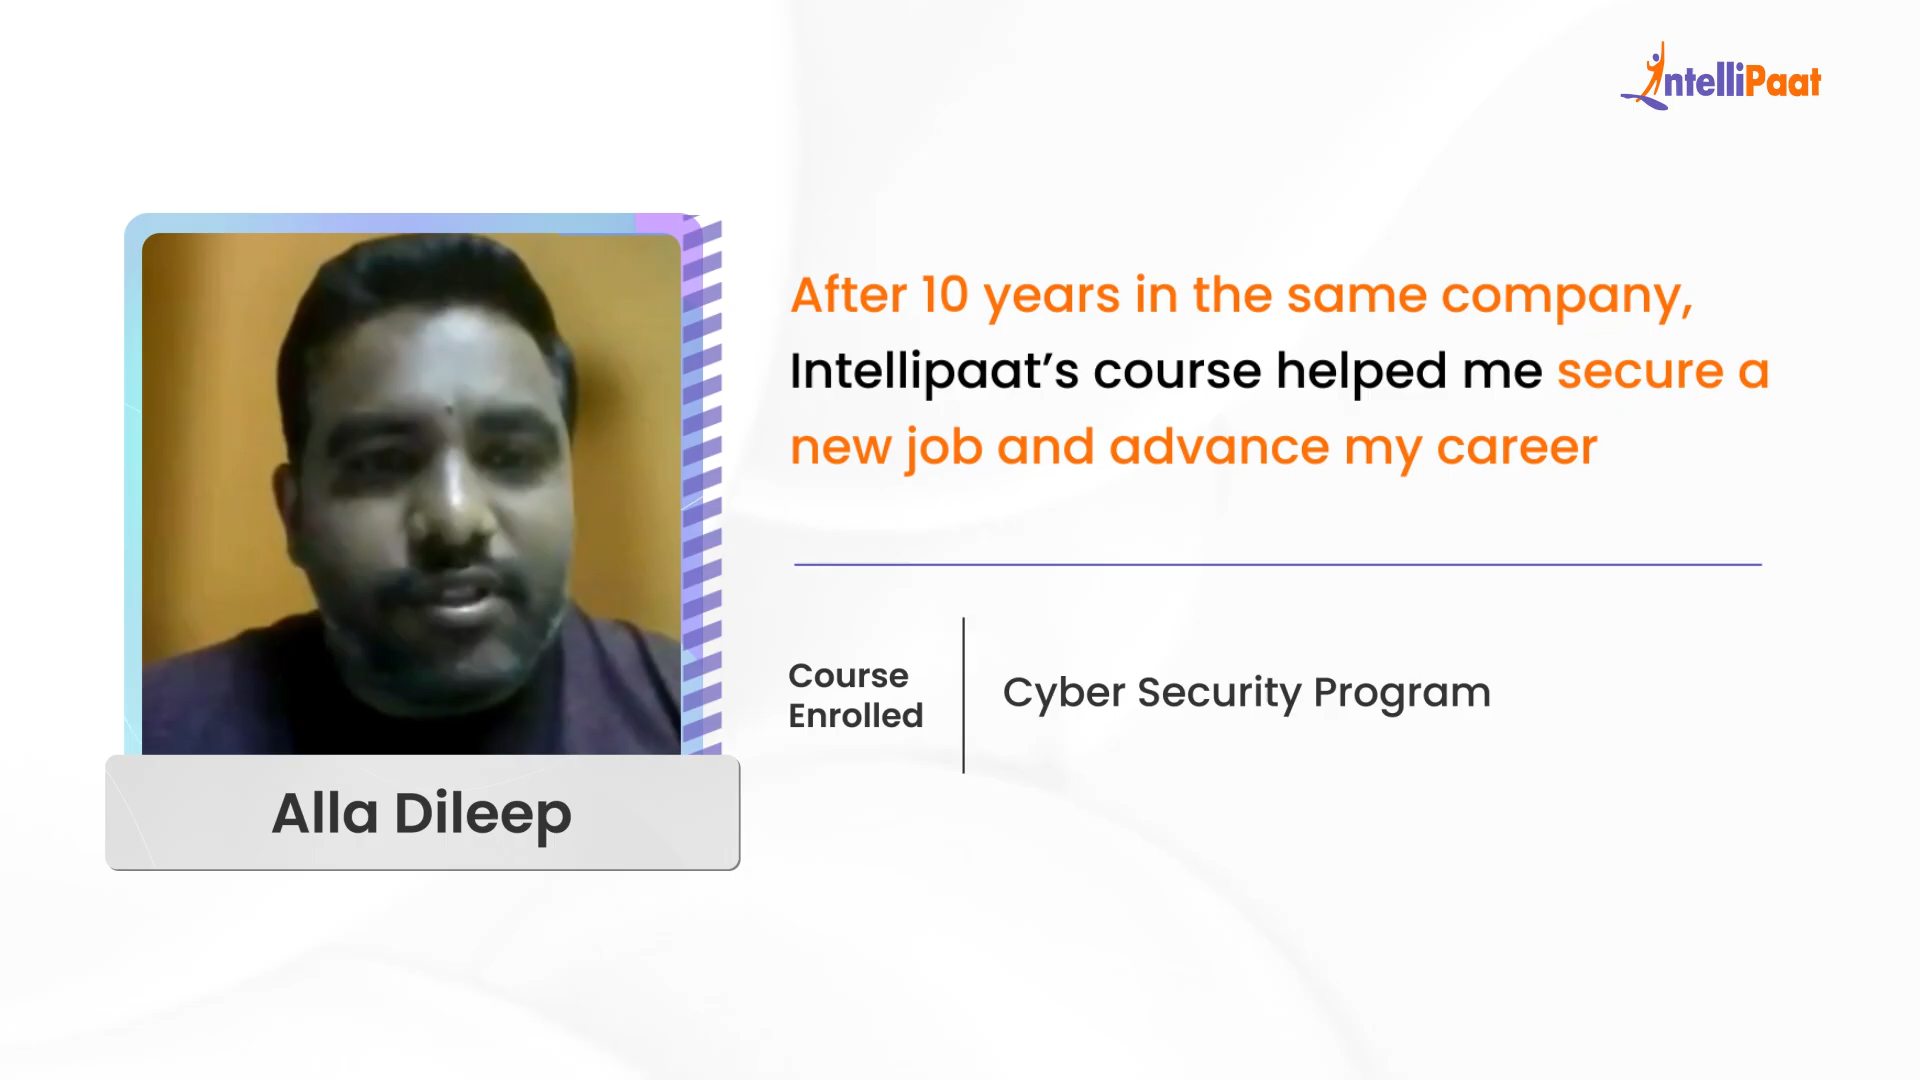 IntelliPaat
After 10 years in the same company,
Intellipaat’s course helped me secure a
new job and advance my career
Course
Enrolled
Cyber Security Program
Alla Dileep